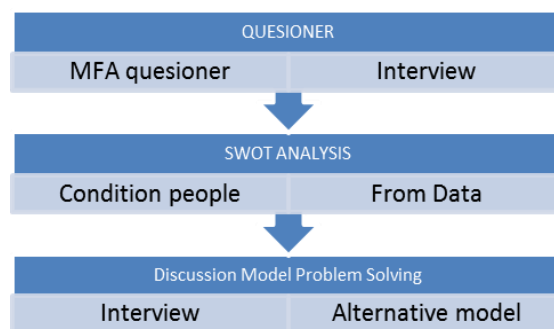 QUESIONER
MFA quesioner Interview
SWOT ANALYSIS
Condition people From Data
Discussion Model Problem Solving
Interview Alternative model